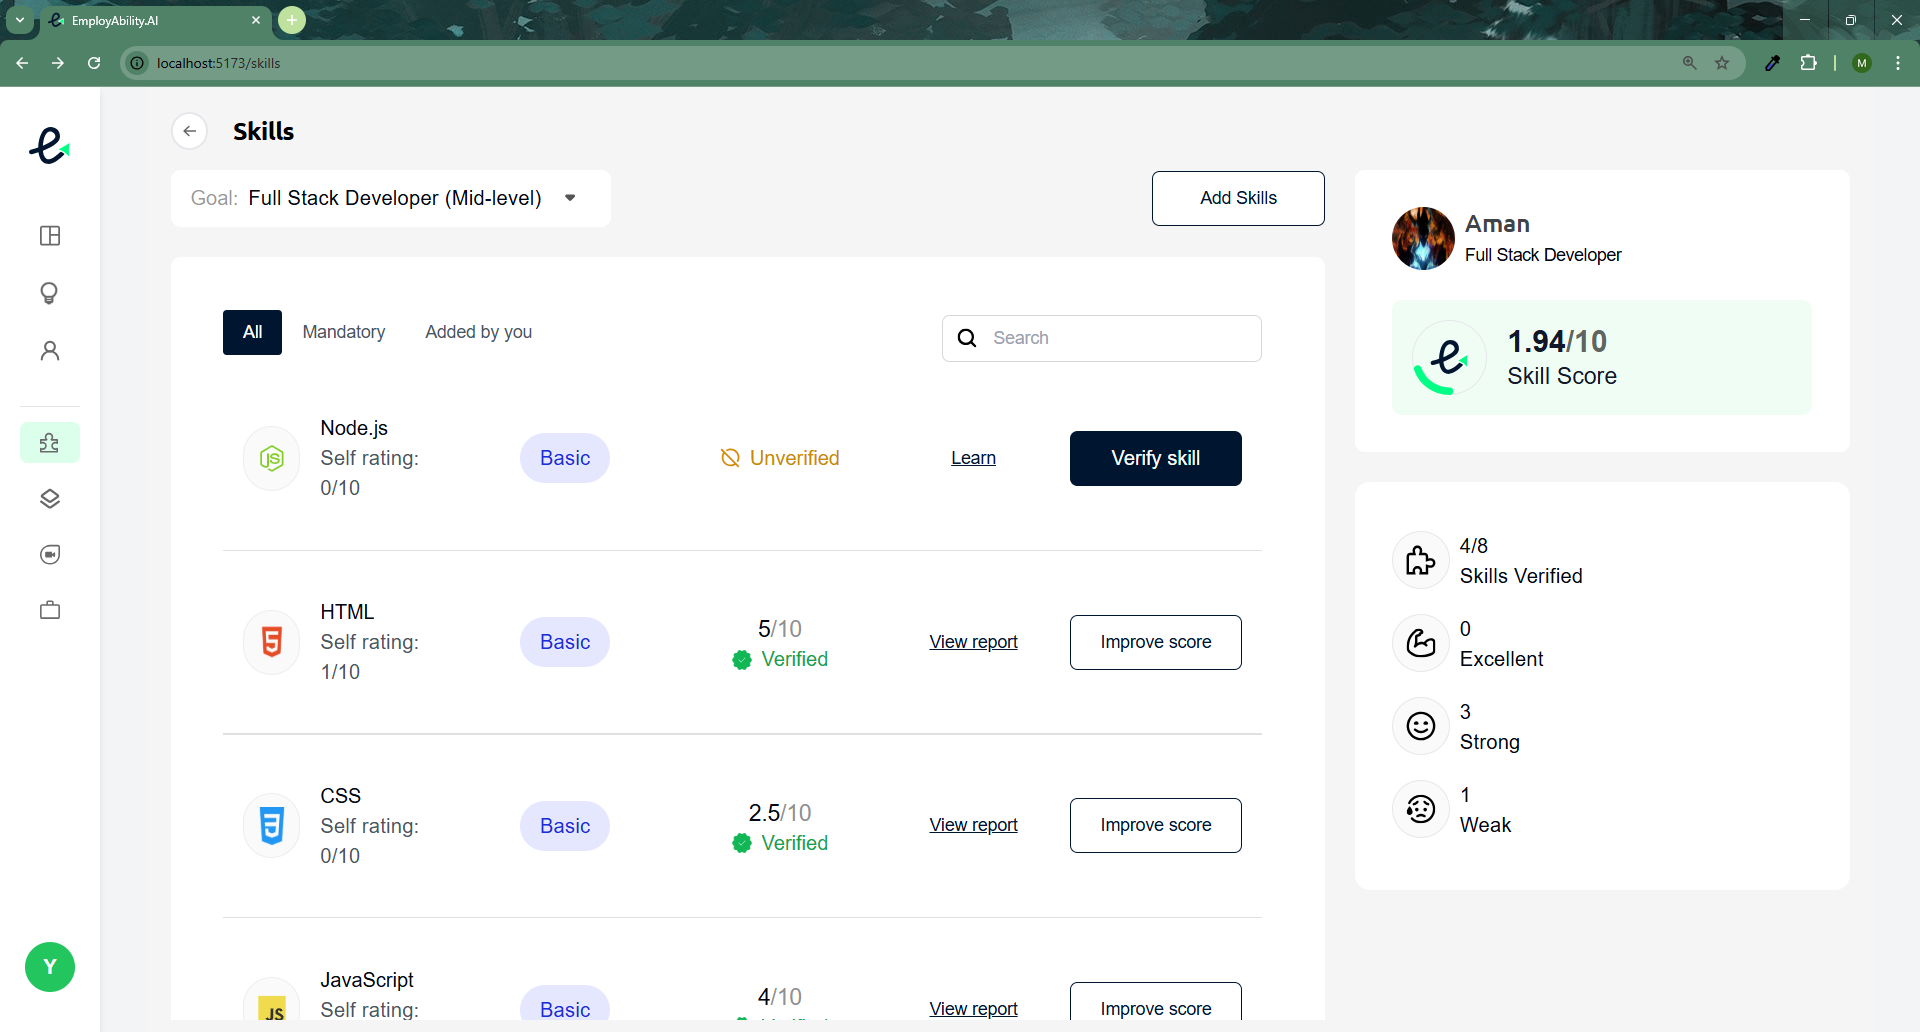 EmployAbility.AI
localhost:5173/skills
M
Skills
Goal: Full Stack Developer (Mid-level)
Add Skills
All
Mandatory
Added by you
Search
Node.js
Self rating:
0/10
Basic
Unverified
Learn
Verify skill
HTML
Self rating:
1/10
Basic
5/10
Verified
View report
Improve score
CSS
Self rating:
0/10
Basic
2.5/10
Verified
View report
Improve score
JS
JavaScript
Self rating:
Basic
4/10
View report
Improve score
Aman
Full Stack Developer
1.94/10
Skill Score
4/8
Skills Verified
0
Excellent
3
Strong
1
Weak
Y